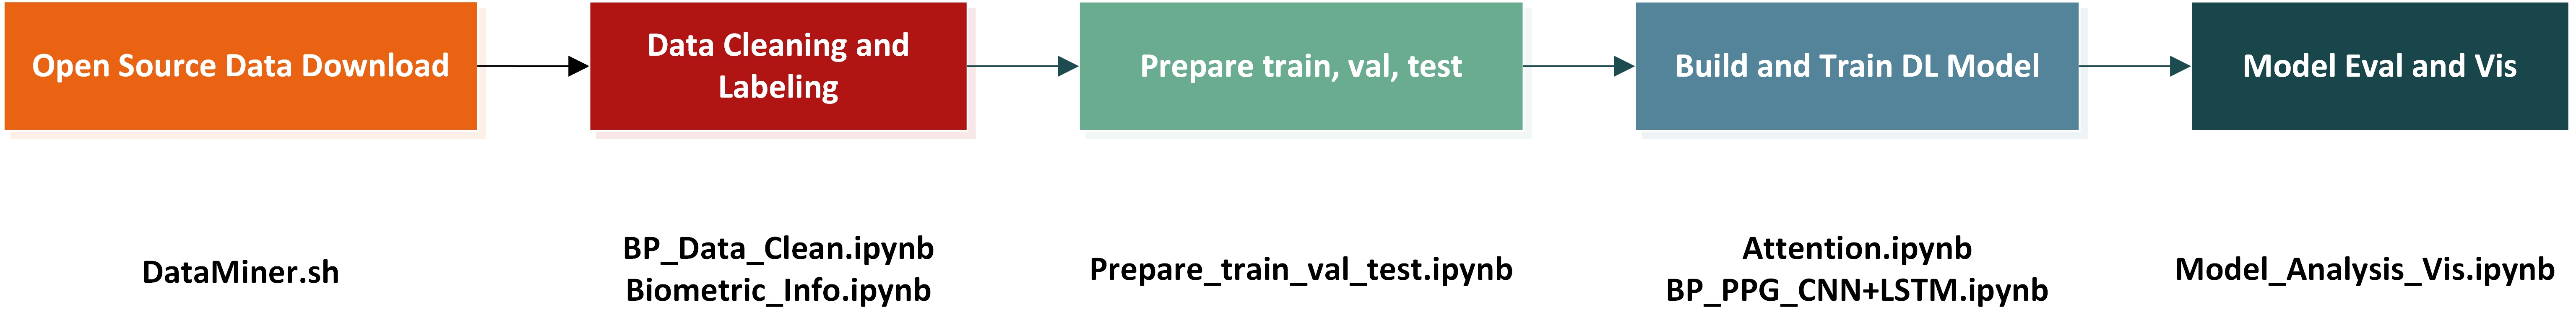 Open Source Data Download
Data Cleaning and
Labeling
Prepare train, val, test
Build and Train DL Model
Model Eval and Vis
DataMiner.sh
BP_Data_Clean.ipynb
Biometric_Info.ipynb
Prepare_train_val_test.ipynb
Attention.ipynb
BP_PPG_CNN+LSTM.ipynb
Model_Analysis_Vis.ipynb